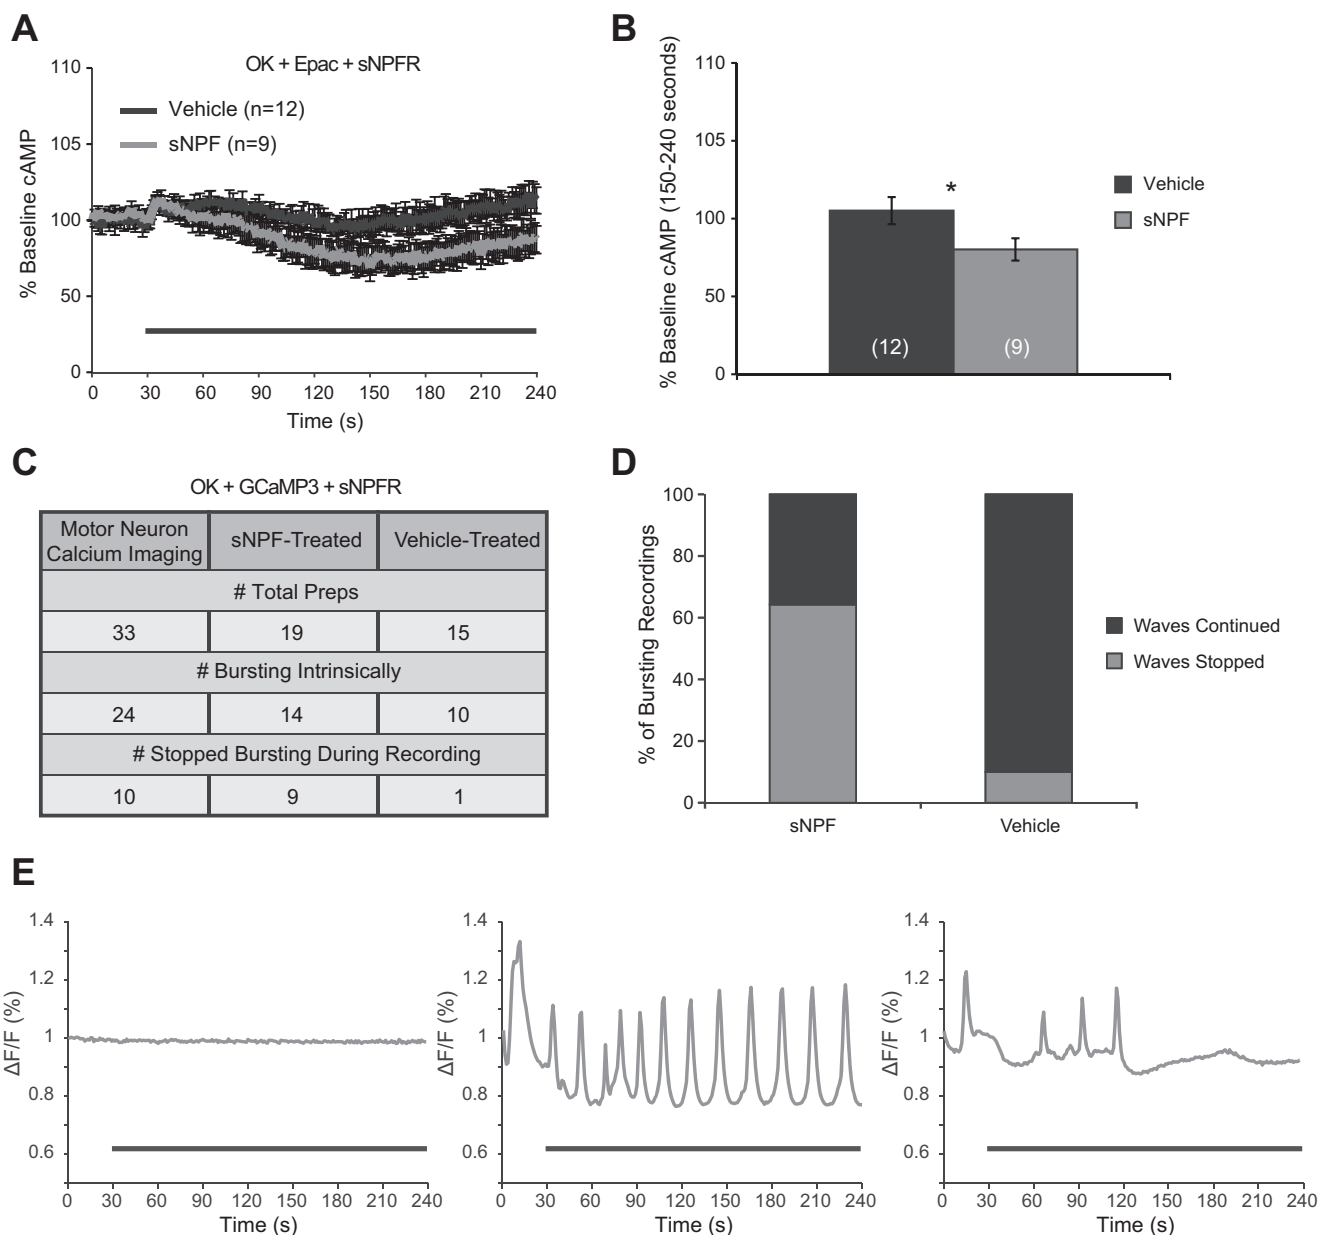 A
OK + Epac + sNPFR
% Baseline cAMP
110
105
100
50
0
Vehicle (n=12)
sNPF (n=9)
0 30 60 90 120 150 180 210 240
Time (s)
B
% Baseline cAMP (150-240 seconds)
110
105
100
50
0
*
(12) (9)
Vehicle
sNPF
C
OK + GCaMP3 + sNPFR
Motor Neuron Calcium Imaging sNPF-Treated Vehicle-Treated
# Total Preps
33 19 15
# Bursting Intrinsically
24 14 10
# Stopped Bursting During Recording
10 9 1
D
% of Bursting Recordings
100
80
60
40
20
0
sNPF Vehicle
Waves Continued
Waves Stopped
E
ΔF/F (%)
1.4
1.2
1
0.8
0.6
0 30 60 90 120 150 180 210 240
Time (s)
ΔF/F (%)
1.4
1.2
1
0.8
0.6
0 30 60 90 120 150 180 210 240
Time (s)
ΔF/F (%)
1.4
1.2
1
0.8
0.6
0 30 60 90 120 150 180 210 240
Time (s)